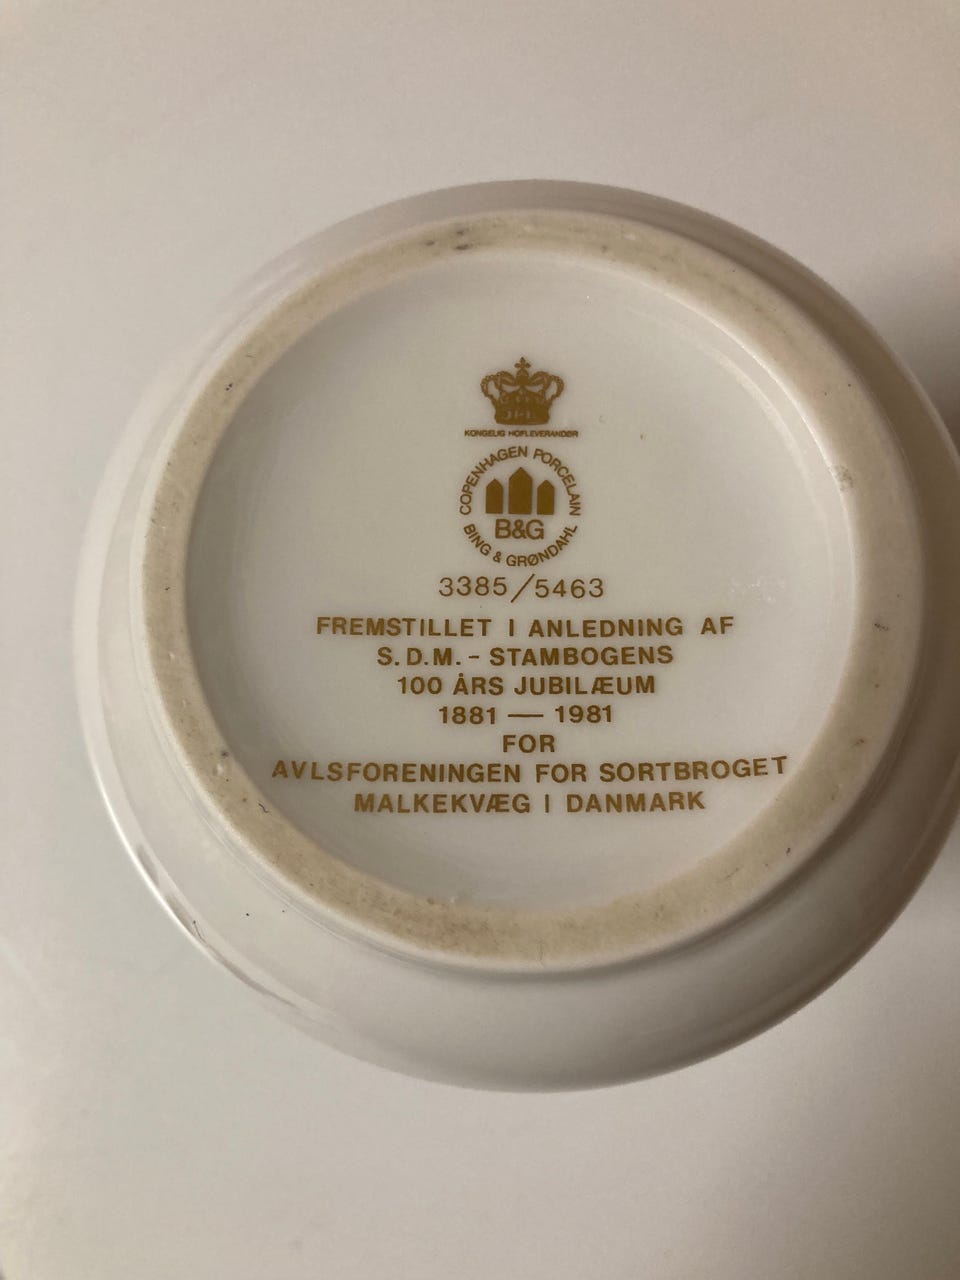 KONGELIG HOFLEVERANDØR
COPENHAGEN PORCELAIN
B&G
BING & GRØNDAHL
3385/5463
FREMSTILLET I ANLEDNING AF
S.D.M. - STAMBOGENS
100 ÅRS JUBILÆUM
1881 — 1981
FOR
AVLSFORENINGEN FOR SORTBROGET
MALKEKVÆG I DANMARK